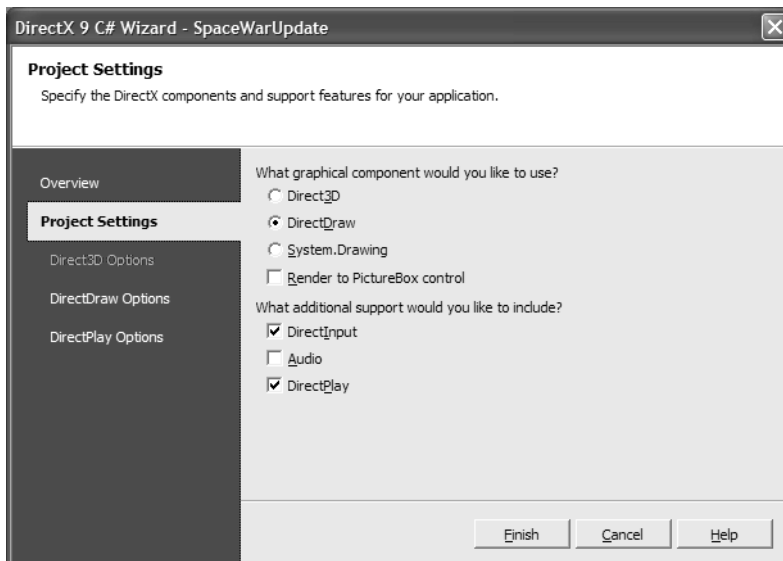 DirectX 9 C# Wizard - SpaceWarUpdate
Project Settings
Specify the DirectX components and support features for your application.
Overview
Project Settings
Direct3D Options
DirectDraw Options
DirectPlay Options
What graphical component would you like to use?
Direct3D
DirectDraw
System.Drawing
Render to PictureBox control
What additional support would you like to include?
DirectInput
Audio
DirectPlay
Finish
Cancel
Help